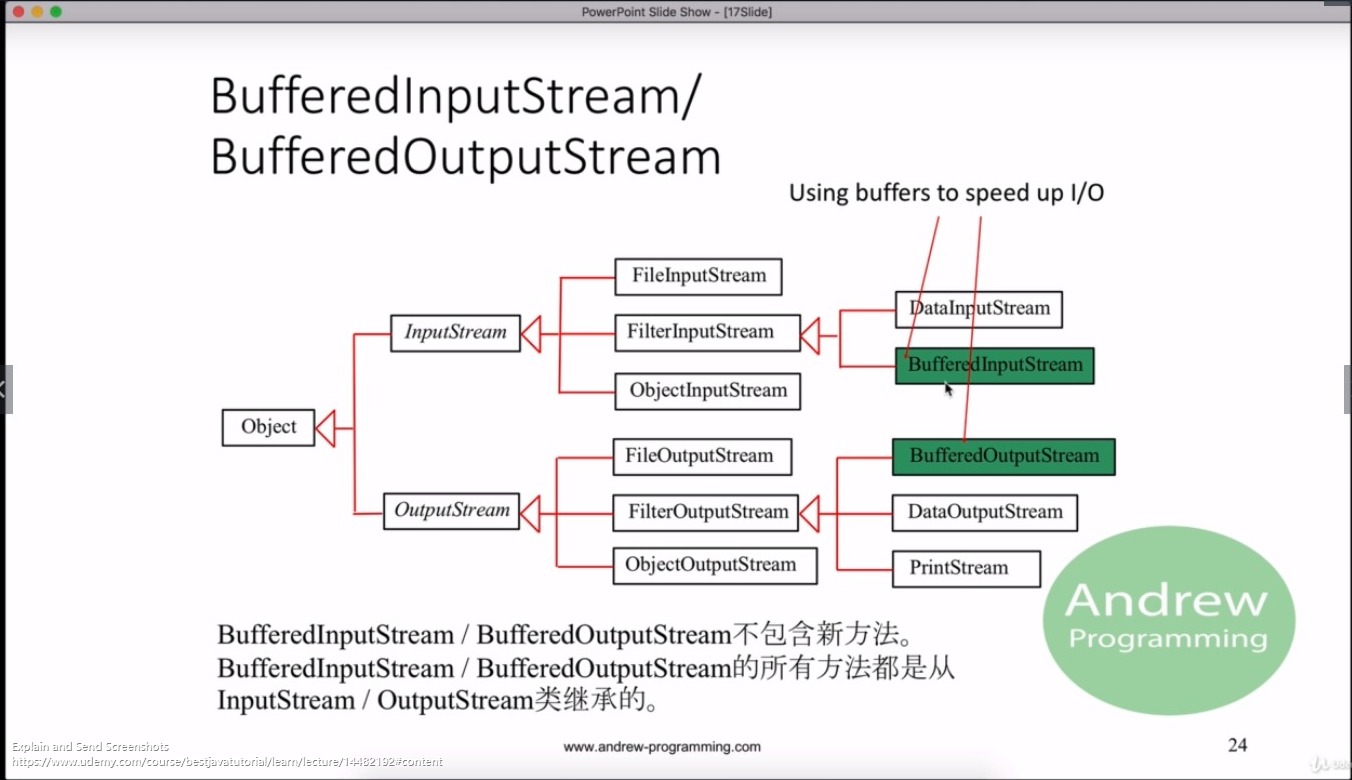 PowerPoint Slide Show - [17Slide]
BufferedInputStream/
BufferedOutputStream
Using buffers to speed up I/O
FileInputStream
DataInputStream
InputStream
FilterInputStream
BufferedInputStream
ObjectInputStream
Object
FileOutputStream
BufferedOutputStream
OutputStream
FilterOutputStream
DataOutputStream
ObjectOutputStream
PrintStream
Andrew
Programming
BufferedInputStream / BufferedOutputStream不包含新方法。
BufferedInputStream / BufferedOutputStream的所有方法都是从
InputStream / OutputStream类继承的。
www.andrew-programming.com
24
Explain and Send Screenshots
https://www.udemy.com/course/bestjavatutorial/learn/lecture/14482192#content